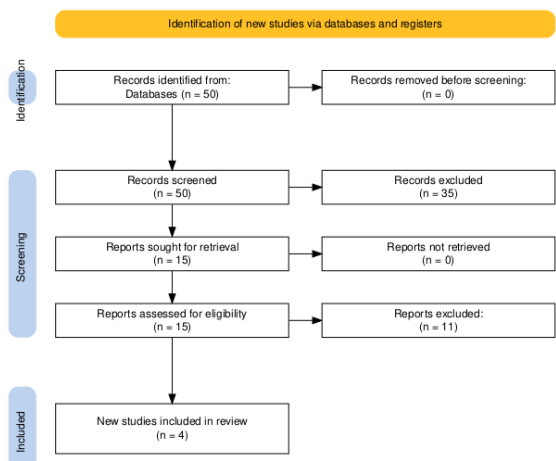 Identification of new studies via databases and registers
Identification
Records identified from:
Databases (n = 50)
Records removed before screening:
(n = 0)
Screening
Records screened
(n = 50)
Records excluded
(n = 35)
Reports sought for retrieval
(n = 15)
Reports not retrieved
(n = 0)
Reports assessed for eligibility
(n = 15)
Reports excluded:
(n = 11)
Included
New studies included in review
(n = 4)